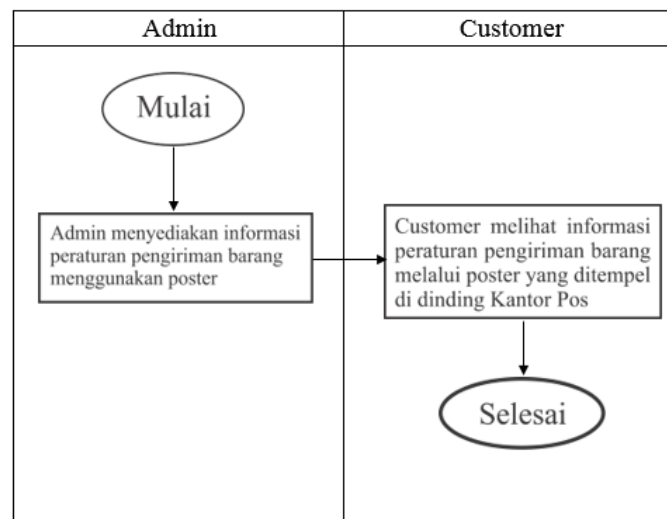 Admin
Customer
Mulai
Admin menyediakan informasi
peraturan pengiriman barang
menggunakan poster
Customer melihat informasi
peraturan pengiriman barang
melalui poster yang ditempel
di dinding Kantor Pos
Selesai